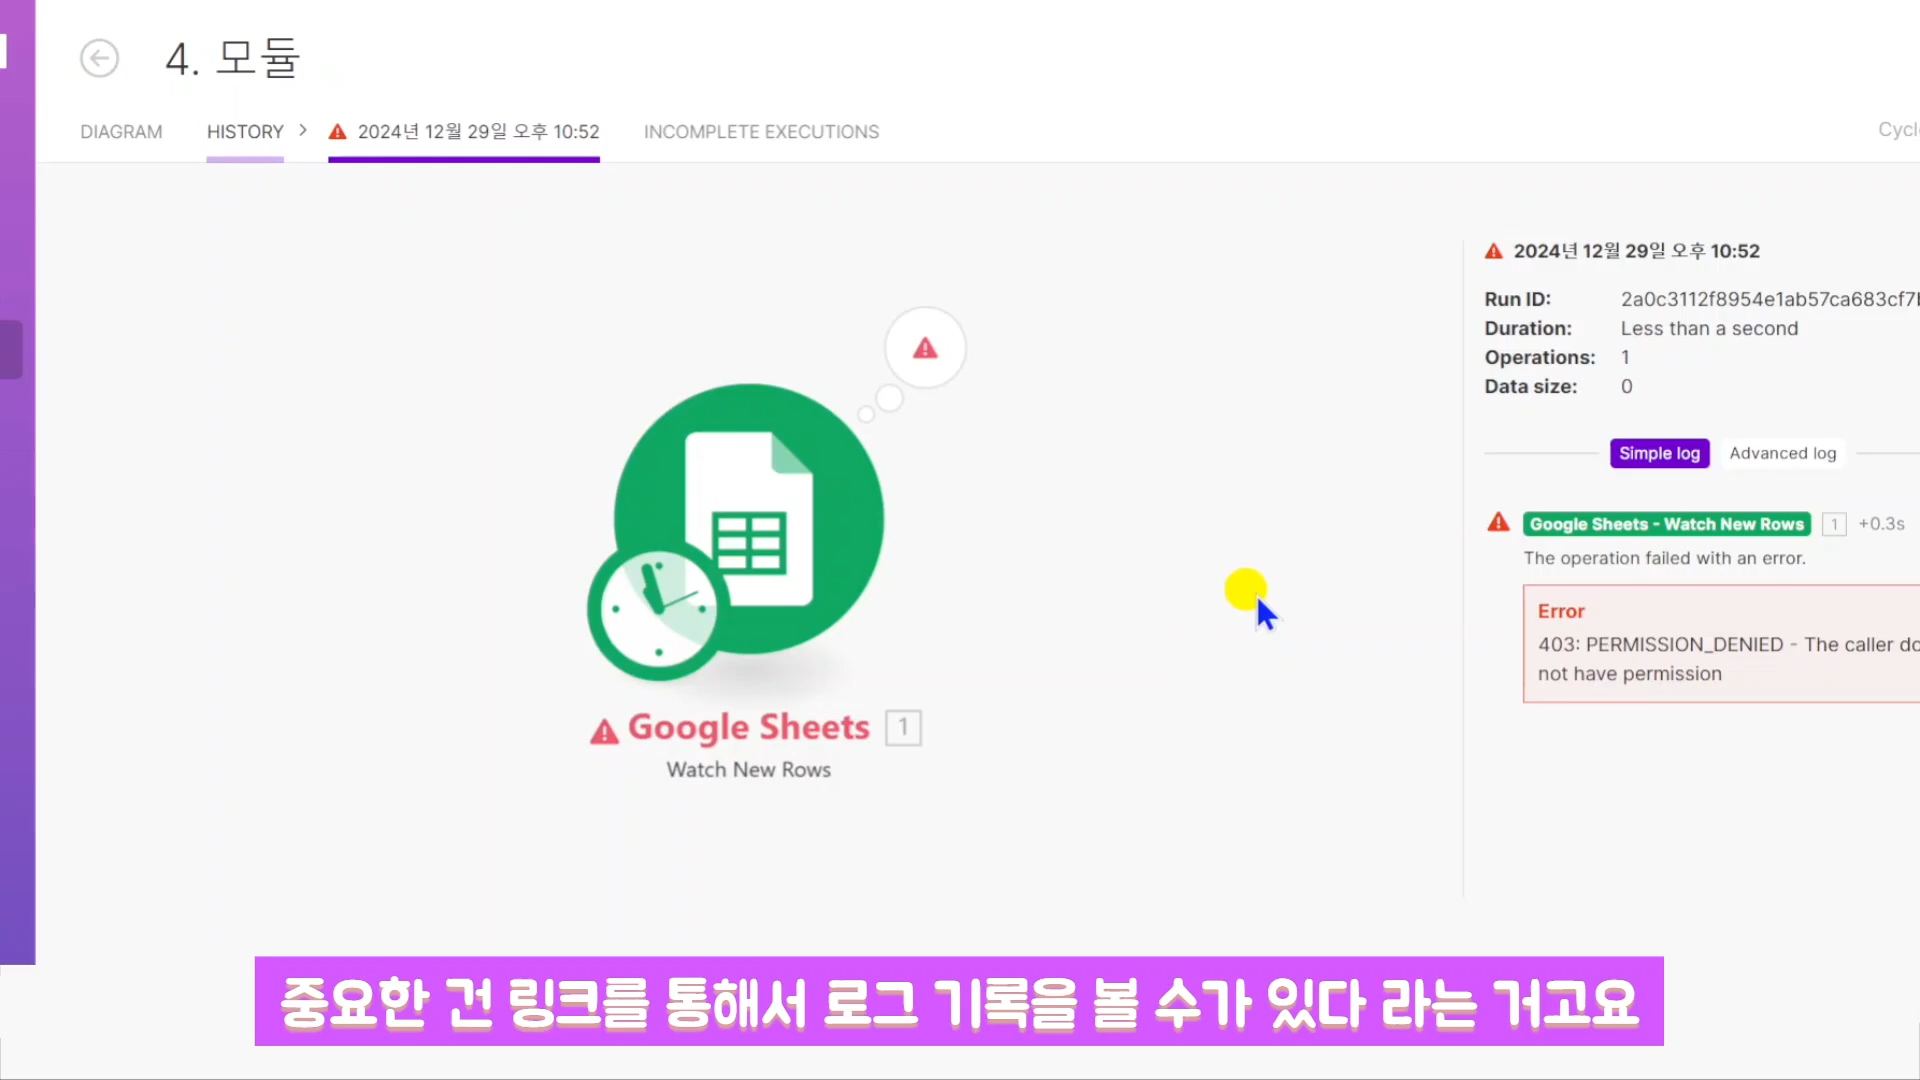 4. 모듈
DIAGRAM
HISTORY
2024년 12월 29일 오후 10:52
INCOMPLETE EXECUTIONS
2024년 12월 29일 오후 10:52
Run ID: 2a0c3112f8954e1ab57ca683cf7
Duration: Less than a second
Operations: 1
Data size: 0
Simple log
Advanced log
Google Sheets - Watch New Rows 1 +0.3s
The operation failed with an error.
Error
403: PERMISSION_DENIED - The caller
not have permission
Google Sheets 1
Watch New Rows
중요한 건 링크를 통해서 로그 기록을 볼 수가 있다 라는 거고요